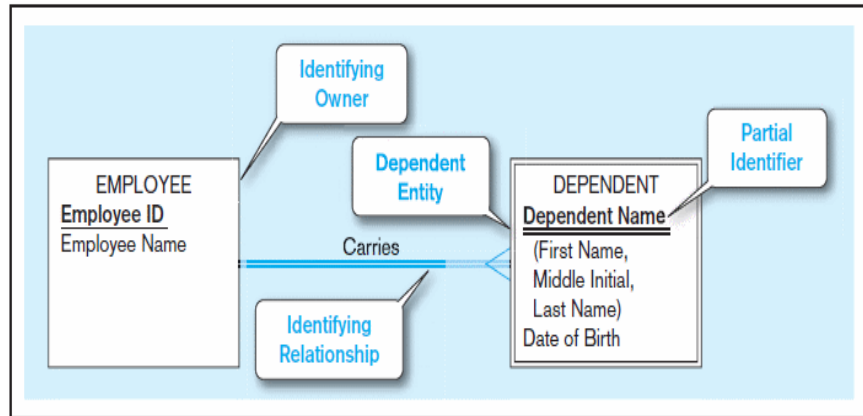 Identifying
Owner
Partial
Identifier
Dependent
Entity
EMPLOYEE
Employee ID
Employee Name
DEPENDENT
Dependent Name
(First Name,
Middle Initial,
Last Name)
Date of Birth
Carries
Identifying
Relationship